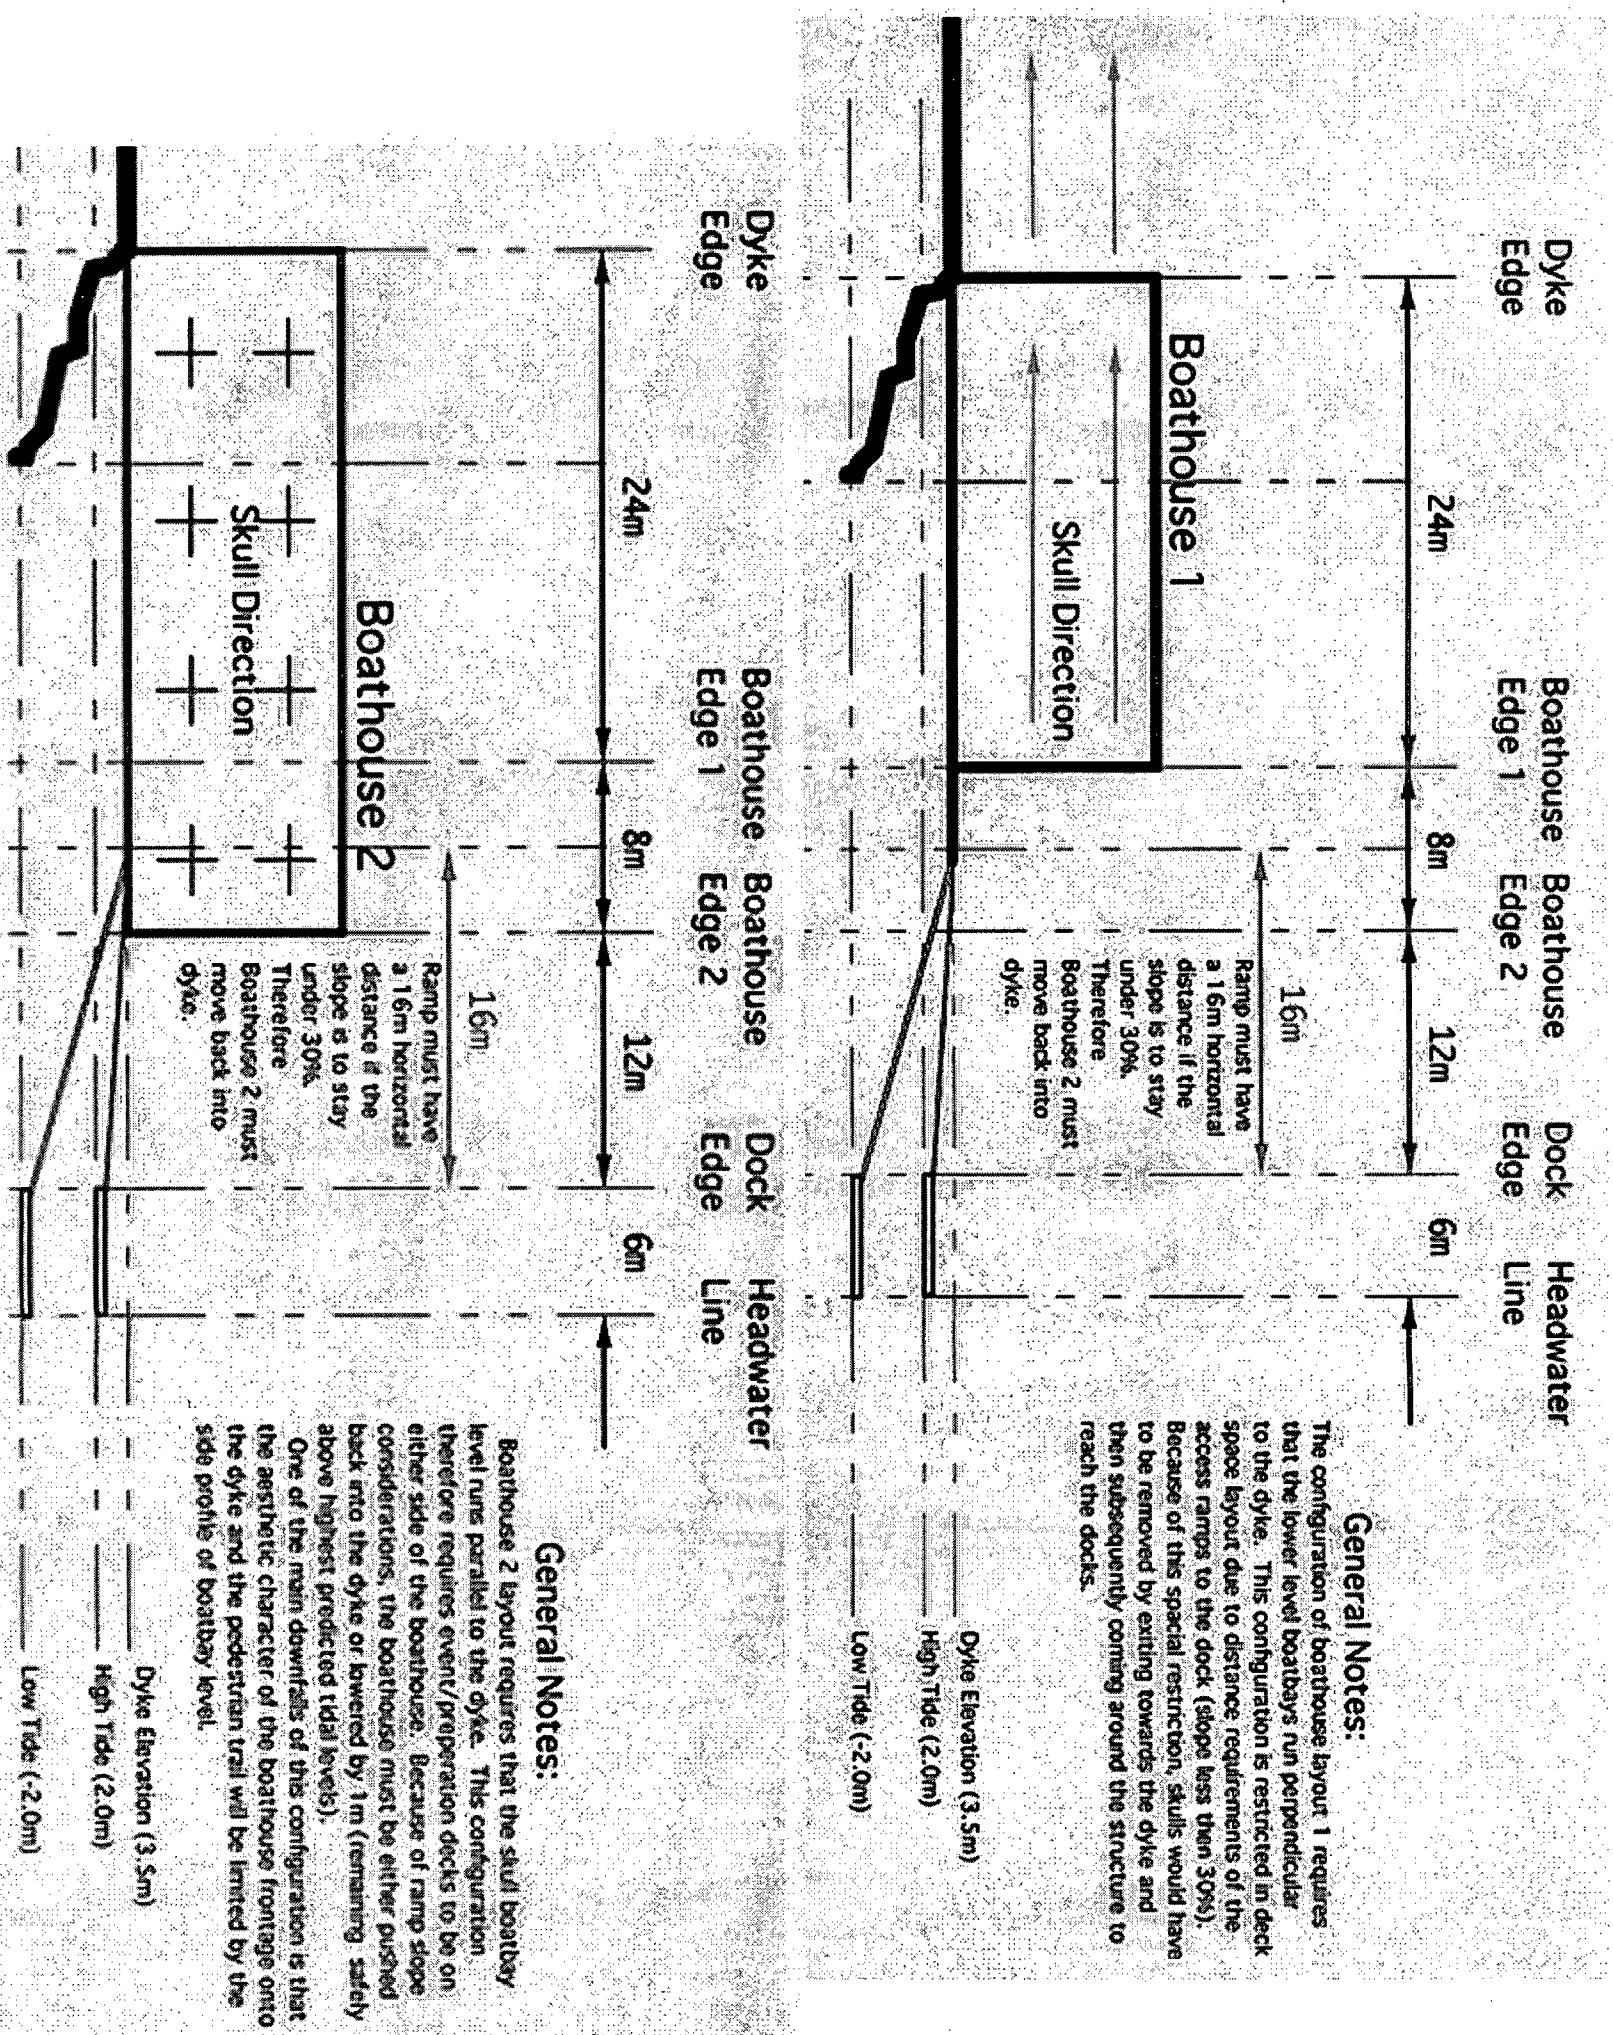 Dyke
Edge
Boathouse
Edge 1
Boathouse
Edge 2
Dock
Edge
Headwater
Line
24m
8m
12m
6m
16m
Boathouse 1
Skull Direction
Ramp must have
a 16m horizontal
distance if the
slope is to stay
under 30%.
Therefore
Boathouse 2 must
move back into
dyke.
General Notes:
The configuration of boathouse layout 1 requires
that the lower level boatbays run perpendicular
to the dyke. This configuration is restricted in deck
space layout due to distance requirements of the
access ramps to the dock (slope less then 30%).
Because of this spacial restriction, skulls would have
to be removed by exiting towards the dyke and
then subsequently coming around the structure to
reach the docks.
Dyke Elevation (3.5m)
High Tide (2.0m)
Low Tide (-2.0m)
Dyke
Edge
Boathouse
Edge 1
Boathouse
Edge 2
Dock
Edge
Headwater
Line
24m
8m
12m
6m
16m
Boathouse 2
Skull Direction
Ramp must have
a 16m horizontal
distance if the
slope is to stay
under 30%.
Therefore
Boathouse 2 must
move back into
dyke.
General Notes:
Boathouse 2 layout requires that the skull boatbay
level runs parallel to the dyke. This configuration
therefore requires event/preperation decks to be on
either side of the boathouse. Because of ramp slope
considerations, the boathouse must be either pushed
back into the dyke or lowered by 1m (remaining safely
above highest predicted tidal levels).
One of the main downfalls of this configuration is that
the aesthetic character of the boathouse frontage onto
the dyke and the pedestrian trail will be limited by the
side profile of boatbay level.
Dyke Elevation (3.5m)
High Tide (2.0m)
Low Tide (-2.0m)